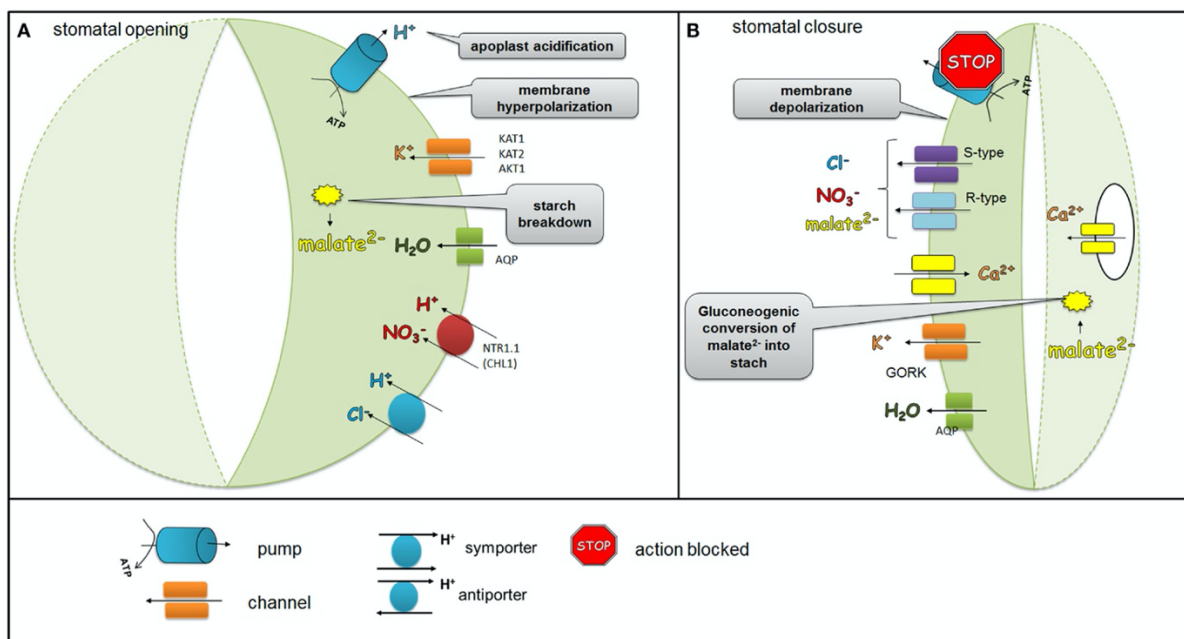 A stomatal opening
H⁺
apoplast acidification
membrane
hyperpolarization
ATP
K⁺
KAT1
KAT2
AKT1
starch
breakdown
malate²⁻
H₂O
AQP
H⁺
NO₃⁻
NTR1.1
(CHL1)
H⁺
Cl⁻
B stomatal closure
STOP
ATP
membrane
depolarization
Cl⁻
NO₃⁻
malate²⁻
S-type
R-type
Ca²⁺
Ca²⁺
Gluconeogenic
conversion of
malate²⁻ into
stach
malate²⁻
K⁺
GORK
H₂O
AQP
ATP
pump
channel
H⁺ symporter
H⁺ antiporter
STOP action blocked